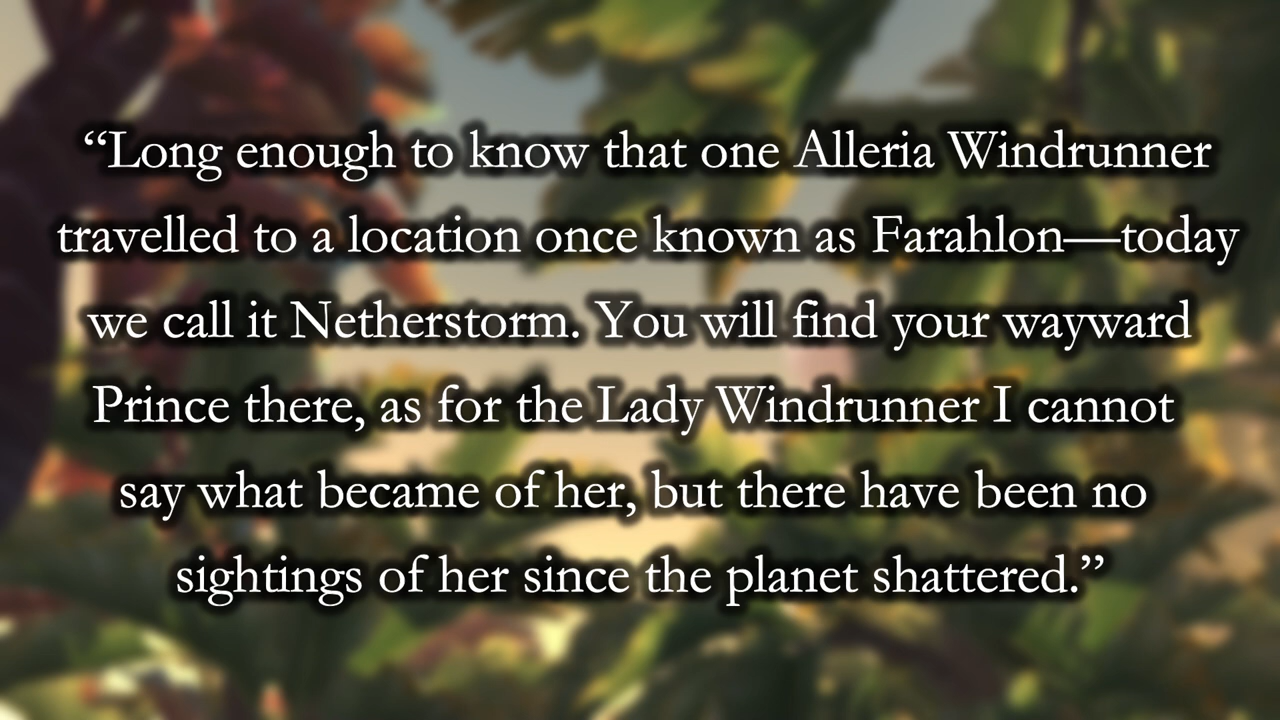 “Long enough to know that one Alleria Windrunner
travelled to a location once known as Farahlon—today
we call it Netherstorm. You will find your wayward
Prince there, as for the Lady Windrunner I cannot
say what became of her, but there have been no
sightings of her since the planet shattered.”